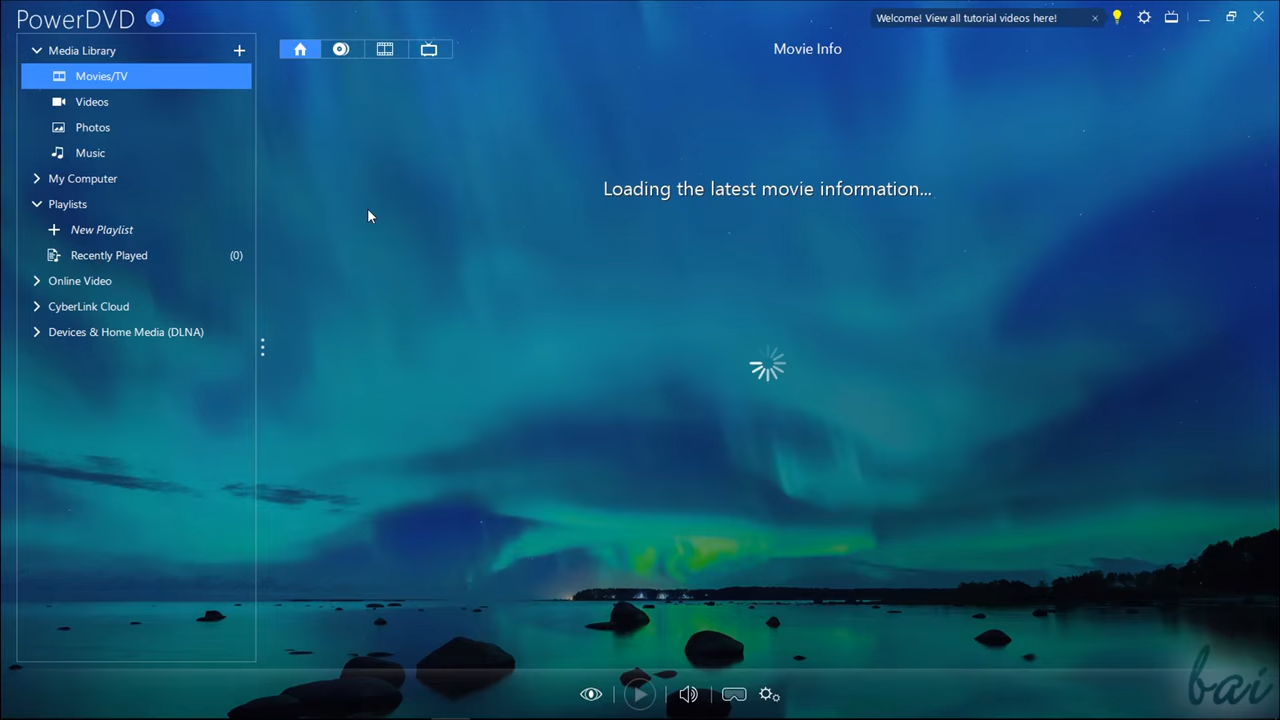 PowerDVD
Welcome! View all tutorial videos here!
Media Library
Movies/TV
Videos
Photos
Music
My Computer
Playlists
New Playlist
Recently Played (0)
Online Video
CyberLink Cloud
Devices & Home Media (DLNA)
Movie Info
Loading the latest movie information...
bai